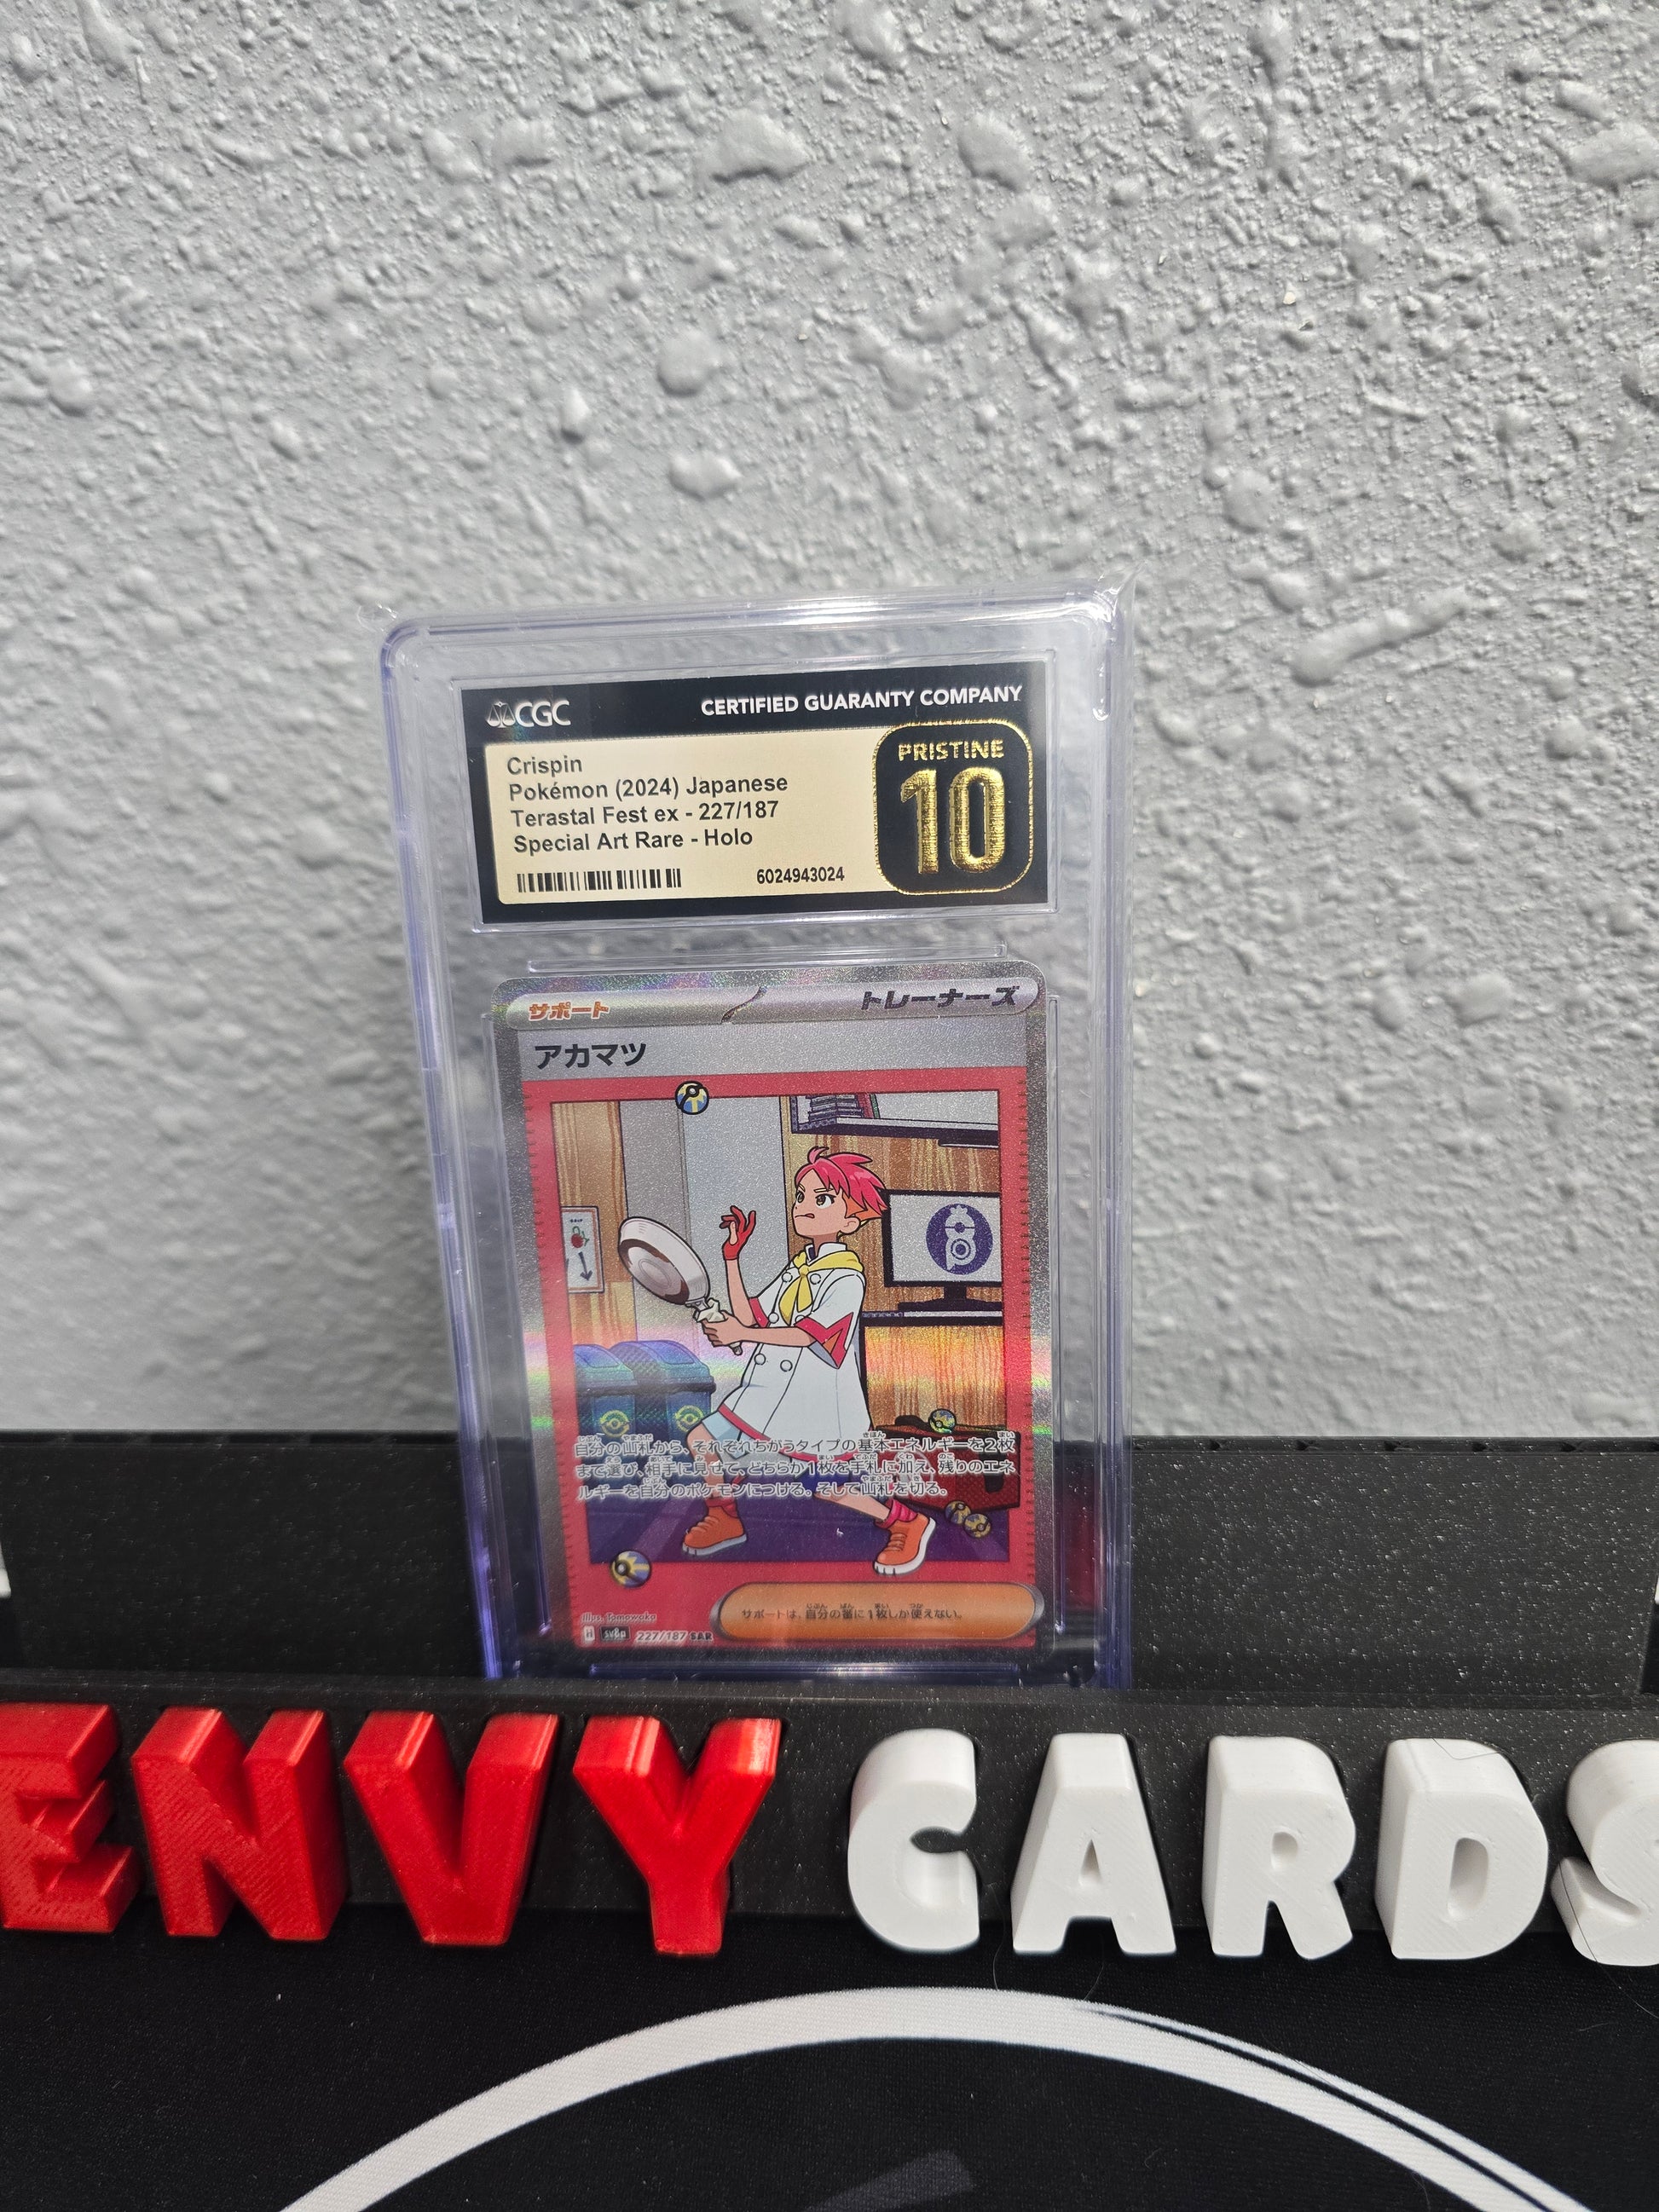 CGC CERTIFIED GUARANTY COMPANY
Crispin
Pokémon (2024) Japanese
Terastal Fest ex - 227/187
Special Art Rare - Holo
6024943024
PRISTINE
10
サポート トレーナーズ
アカマツ
自分の山札から、それぞれちがうタイプの基本エネルギーを2枚
まで選び、相手に見せて、どちらか1枚を手札に加え、残りのエネ
ルギーを自分のポケモンにつける。そして山札を切る。
サポートは、自分の番に1枚しか使えない。
Illus. Tomowaka
H sv8a 227/187 SAR
ENVY CARDS